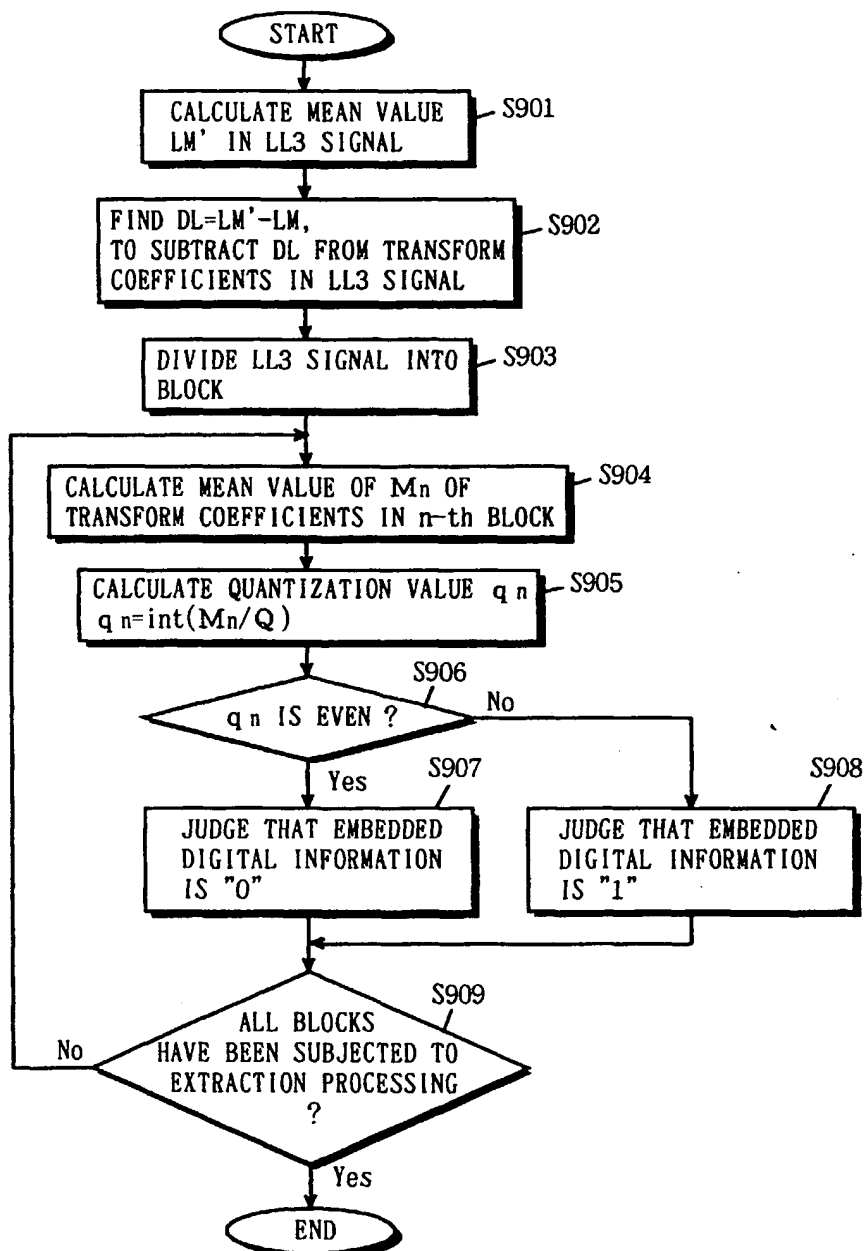 START
CALCULATE MEAN VALUE
LM' IN LL3 SIGNAL
S901
FIND DL=LM'-LM,
TO SUBTRACT DL FROM TRANSFORM
COEFFICIENTS IN LL3 SIGNAL
S902
DIVIDE LL3 SIGNAL INTO
BLOCK
S903
CALCULATE MEAN VALUE OF Mn OF
TRANSFORM COEFFICIENTS IN n-th BLOCK
S904
CALCULATE QUANTIZATION VALUE qn
qn=int(Mn/Q)
S905
S906
qn IS EVEN ?
No
Yes
S907
JUDGE THAT EMBEDDED
DIGITAL INFORMATION
IS "0"
S908
JUDGE THAT EMBEDDED
DIGITAL INFORMATION
IS "1"
S909
ALL BLOCKS
HAVE BEEN SUBJECTED TO
EXTRACTION PROCESSING
?
No
Yes
END